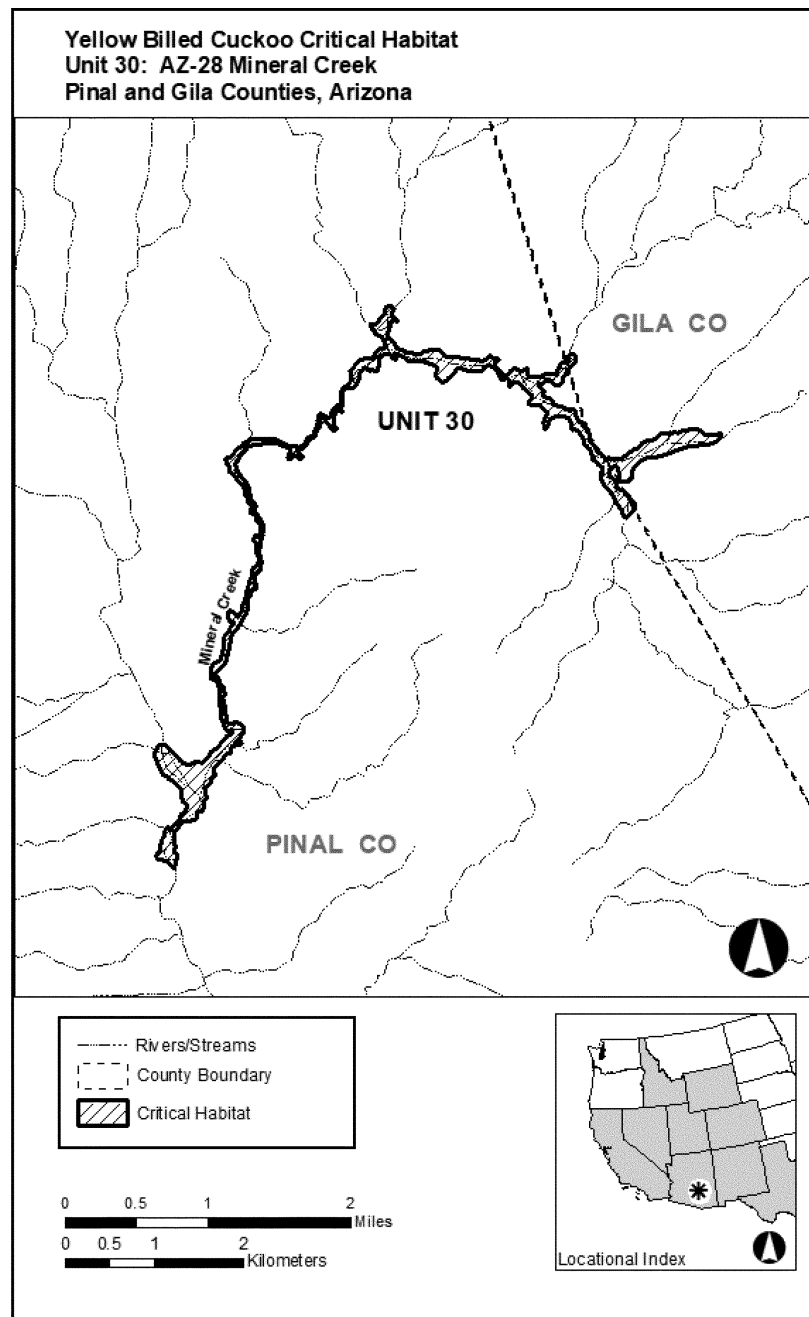 Yellow Billed Cuckoo Critical Habitat
Unit 30: AZ-28 Mineral Creek
Pinal and Gila Counties, Arizona
GILA CO
UNIT 30
Mineral Creek
PINAL CO
Rivers/Streams
County Boundary
Critical Habitat
0 0.5 1 2
Miles
0 0.5 1 2
Kilometers
Locational Index